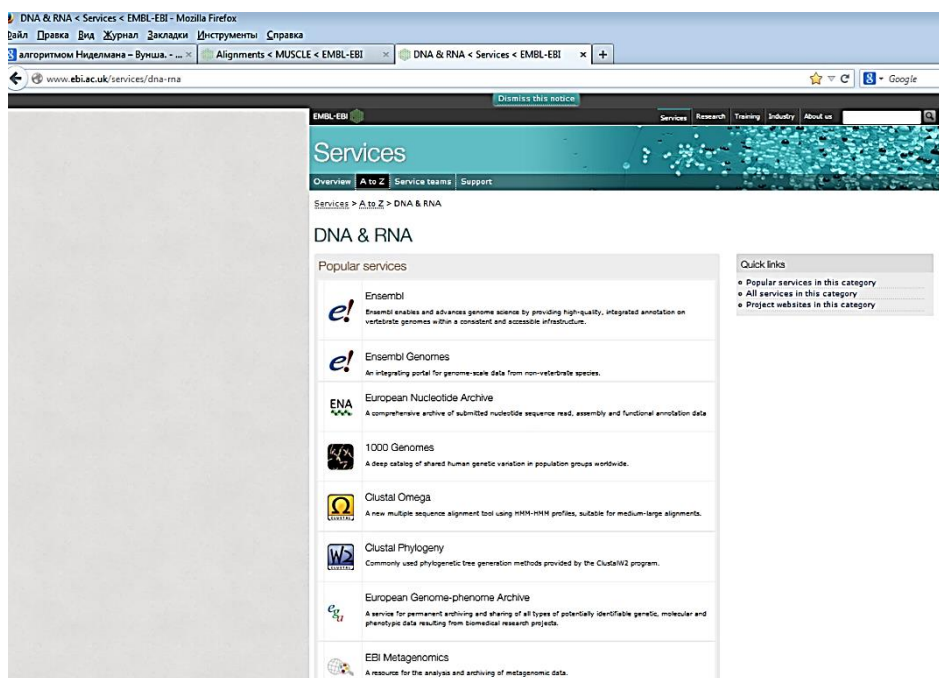 DNA & RNA < Services < EMBL-EBI - Mozilla Firefox
Файл Правка Вид Журнал Закладки Инструменты Справка
алгоритмом Ниделмана – Вунша. - ... × Alignments < MUSCLE < EMBL-EBI × DNA & RNA < Services < EMBL-EBI × +
www.ebi.ac.uk/services/dna-rna
Google
Dismiss this notice
EMBL-EBI
Services Research Training Industry About us
Services
Overview A to Z Service teams Support
Services > A to Z > DNA & RNA
DNA & RNA
Popular services
Ensembl
Ensembl enables and advances genome science by providing high-quality, integrated annotation on
vertebrate genomes within a consistent and accessible infrastructure.
Ensembl Genomes
An integrating portal for genome-scale data from non-veterbrate species.
ENA
European Nucleotide Archive
A comprehensive archive of submitted nucleotide sequence read, assembly and functional annotation data
1000 Genomes
A deep catalog of shared human genetic variation in population groups worldwide.
Clustal Omega
A new multiple sequence alignment tool using HMM-HMM profiles, suitable for medium-large alignments.
Clustal Phylogeny
Commonly used phylogenetic tree generation methods provided by the ClustalW2 program.
European Genome-phenome Archive
A service for permanent archiving and sharing of all types of potentially identifiable genetic, molecular and
phenotypic data resulting from biomedical research projects.
EBI Metagenomics
A resource for the analysis and archiving of metagenomic data.
Quick links
Popular services in this category
All services in this category
Project websites in this category